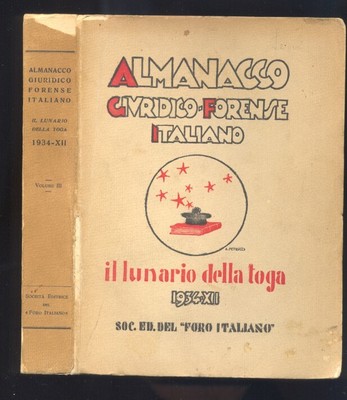 ALMANACCO
GIURIDICO
FORENSE
ITALIANO
IL LUNARIO
DELLA TOGA
1934-XII
VOLUME III
SOCIETÀ EDITRICE
DEL
«FORO ITALIANO»
ALMANACCO
GIVRIDICO-FORENSE
ITALIANO
il lunario della toga
1934-XII
SOC. ED. DEL "FORO ITALIANO"